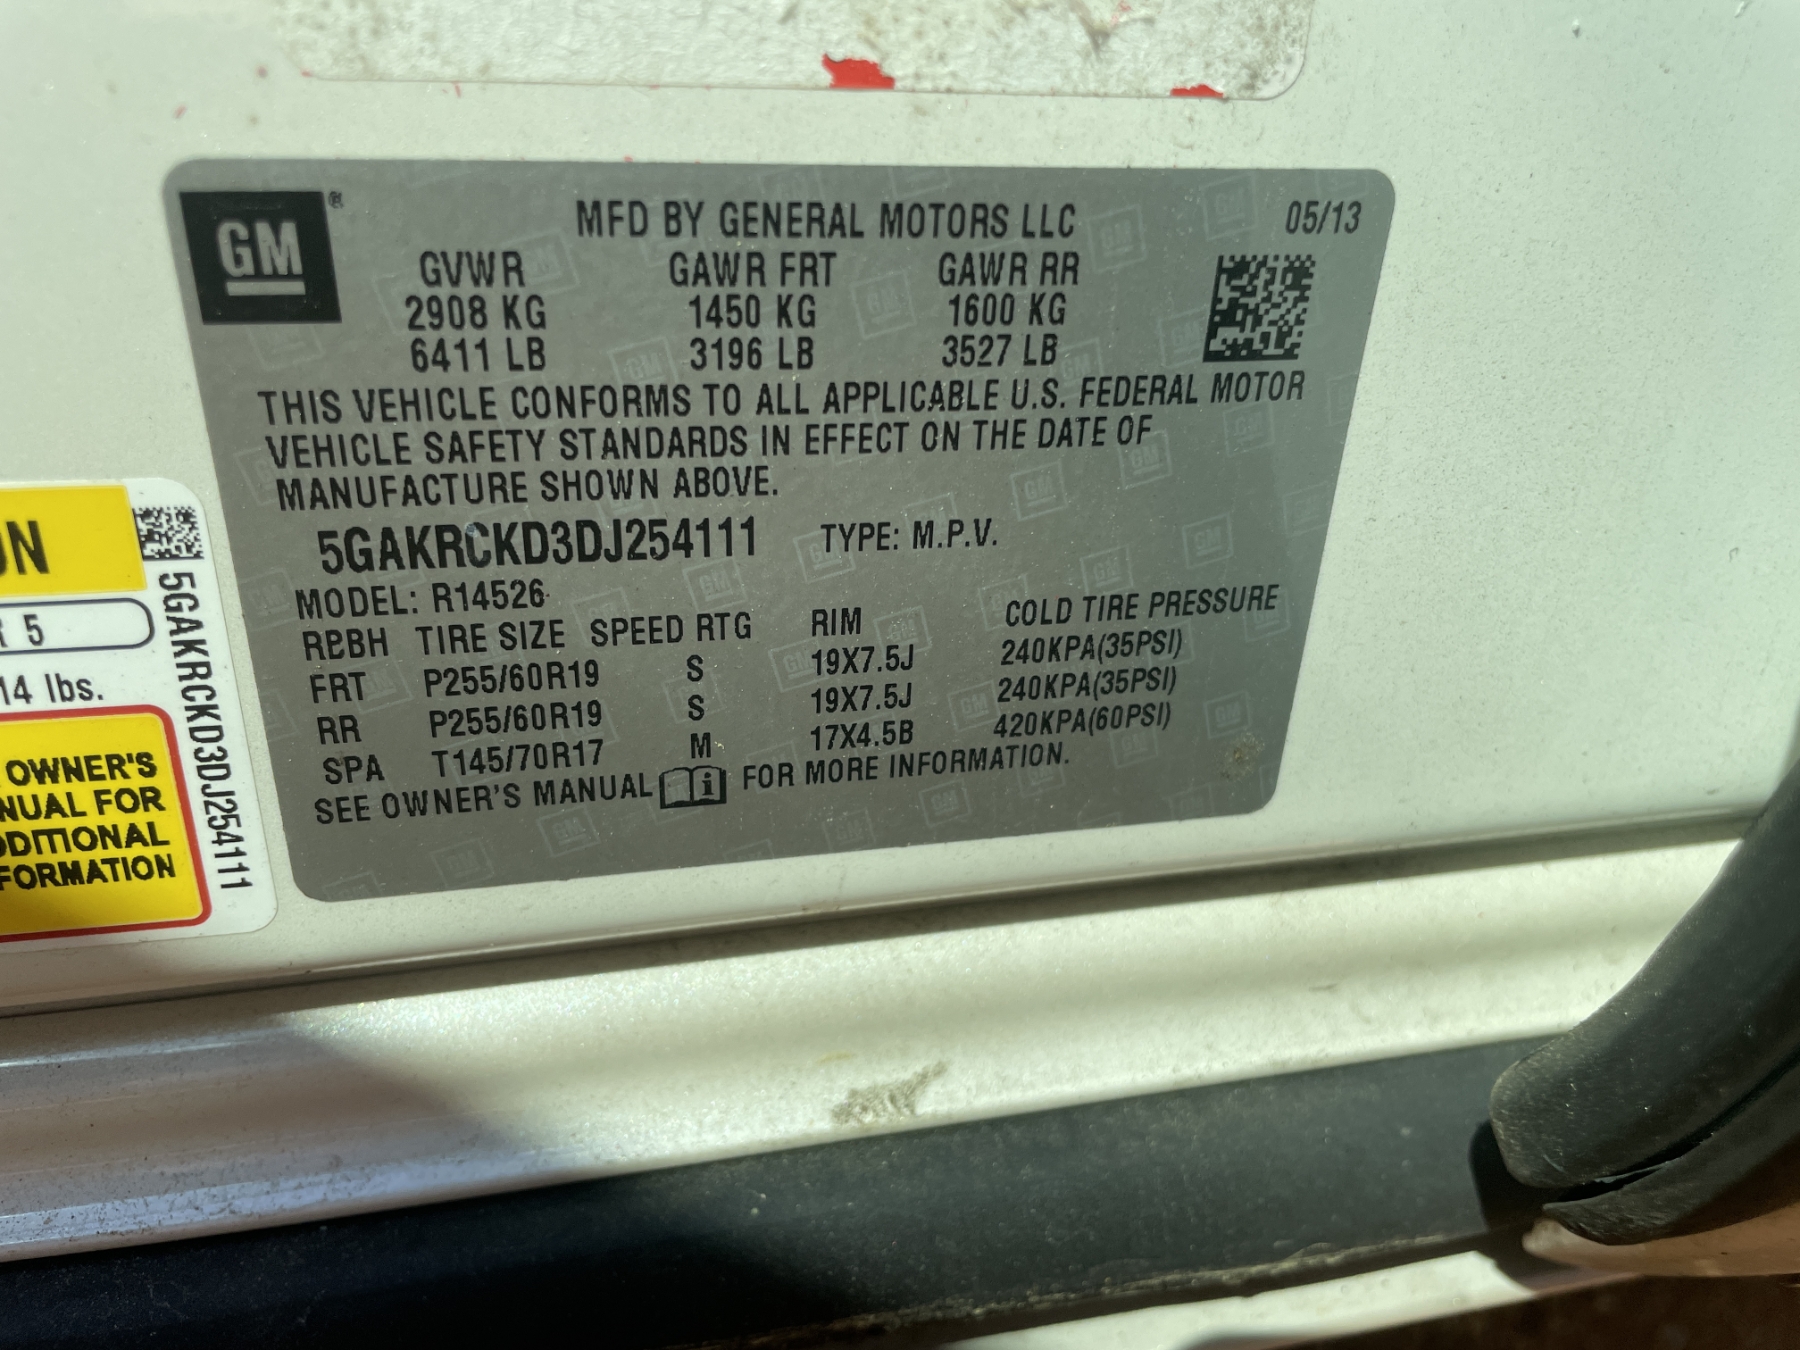 GM®
MFD BY GENERAL MOTORS LLC 05/13
GVWR GAWR FRT GAWR RR
2908 KG 1450 KG 1600 KG
6411 LB 3196 LB 3527 LB
THIS VEHICLE CONFORMS TO ALL APPLICABLE U.S. FEDERAL MOTOR
VEHICLE SAFETY STANDARDS IN EFFECT ON THE DATE OF
MANUFACTURE SHOWN ABOVE.
5GAKRCKD3DJ254111 TYPE: M.P.V.
MODEL: R14526
RBBH TIRE SIZE SPEED RTG RIM COLD TIRE PRESSURE
FRT P255/60R19 S 19X7.5J 240KPA(35PSI)
RR P255/60R19 S 19X7.5J 240KPA(35PSI)
SPA T145/70R17 M 17X4.5B 420KPA(60PSI)
SEE OWNER'S MANUAL i FOR MORE INFORMATION.
ON
R 5
14 lbs.
OWNER'S
NUAL FOR
DDITIONAL
FORMATION
5GAKRCKD3DJ254111